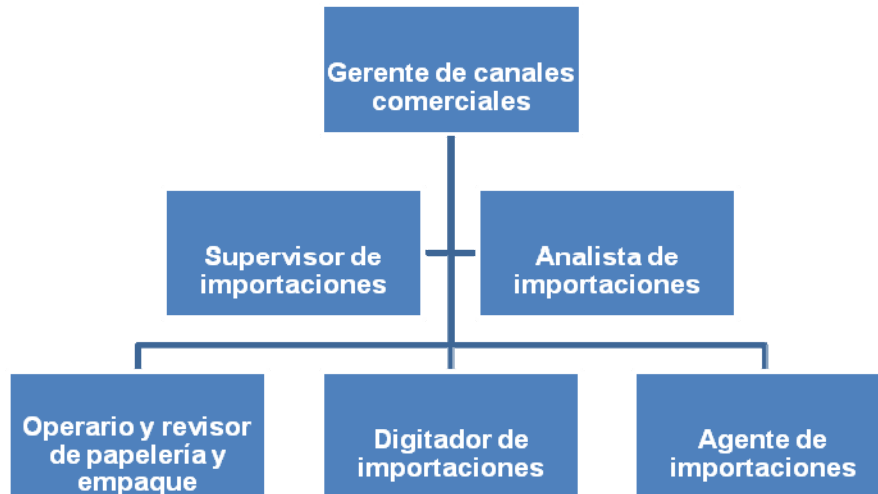 Gerente de canales
comerciales
Supervisor de
importaciones
Analista de
importaciones
Operario y revisor
de papelería y
empaque
Digitador de
importaciones
Agente de
importaciones